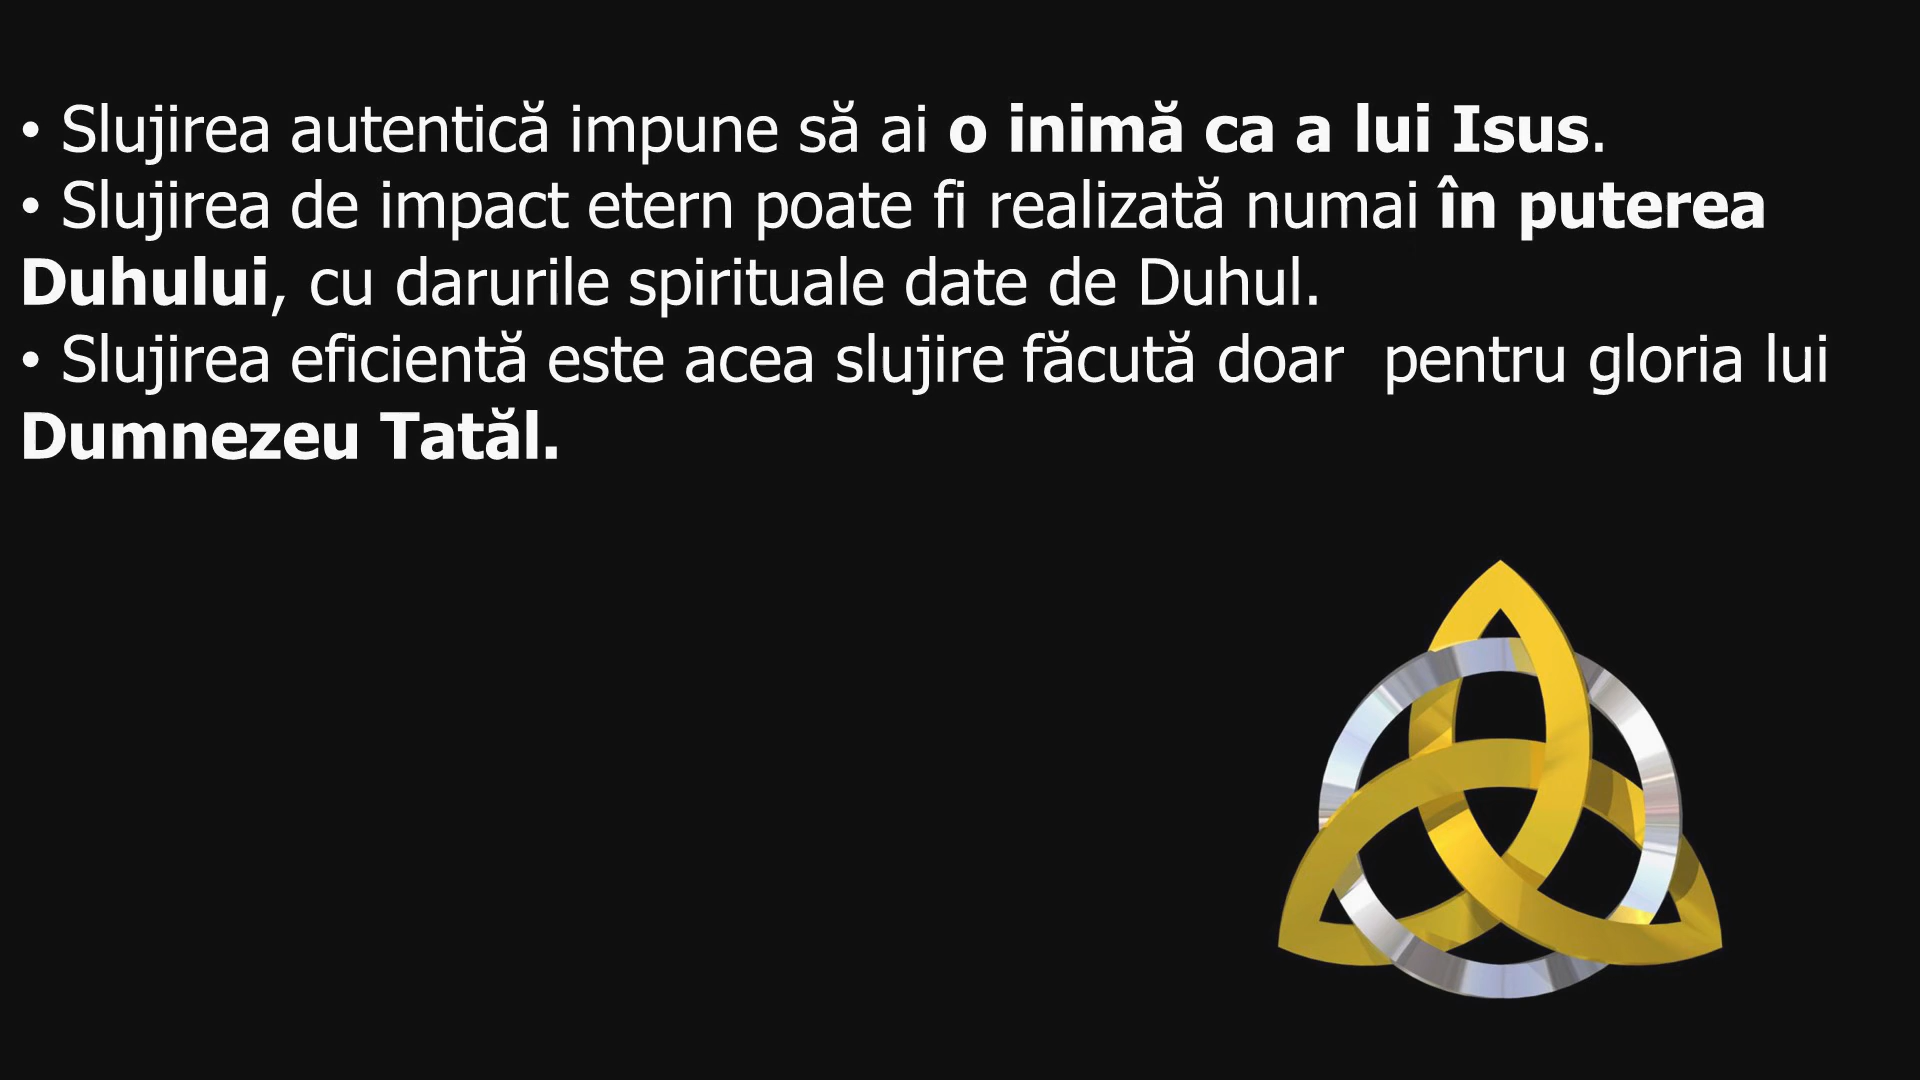 • Slujirea autentică impune să ai o inimă ca a lui Isus.
• Slujirea de impact etern poate fi realizată numai în puterea
Duhului, cu darurile spirituale date de Duhul.
• Slujirea eficientă este acea slujire făcută doar  pentru gloria lui
Dumnezeu Tatăl.